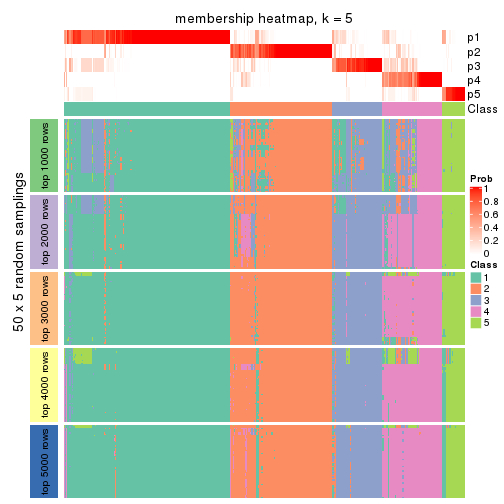 membership heatmap, k = 5
p1
p2
p3
p4
p5
Class
50 x 5 random samplings
top 1000 rows
top 2000 rows
top 3000 rows
top 4000 rows
top 5000 rows
Prob
1
0.8
0.6
0.4
0.2
0
Class
1
2
3
4
5